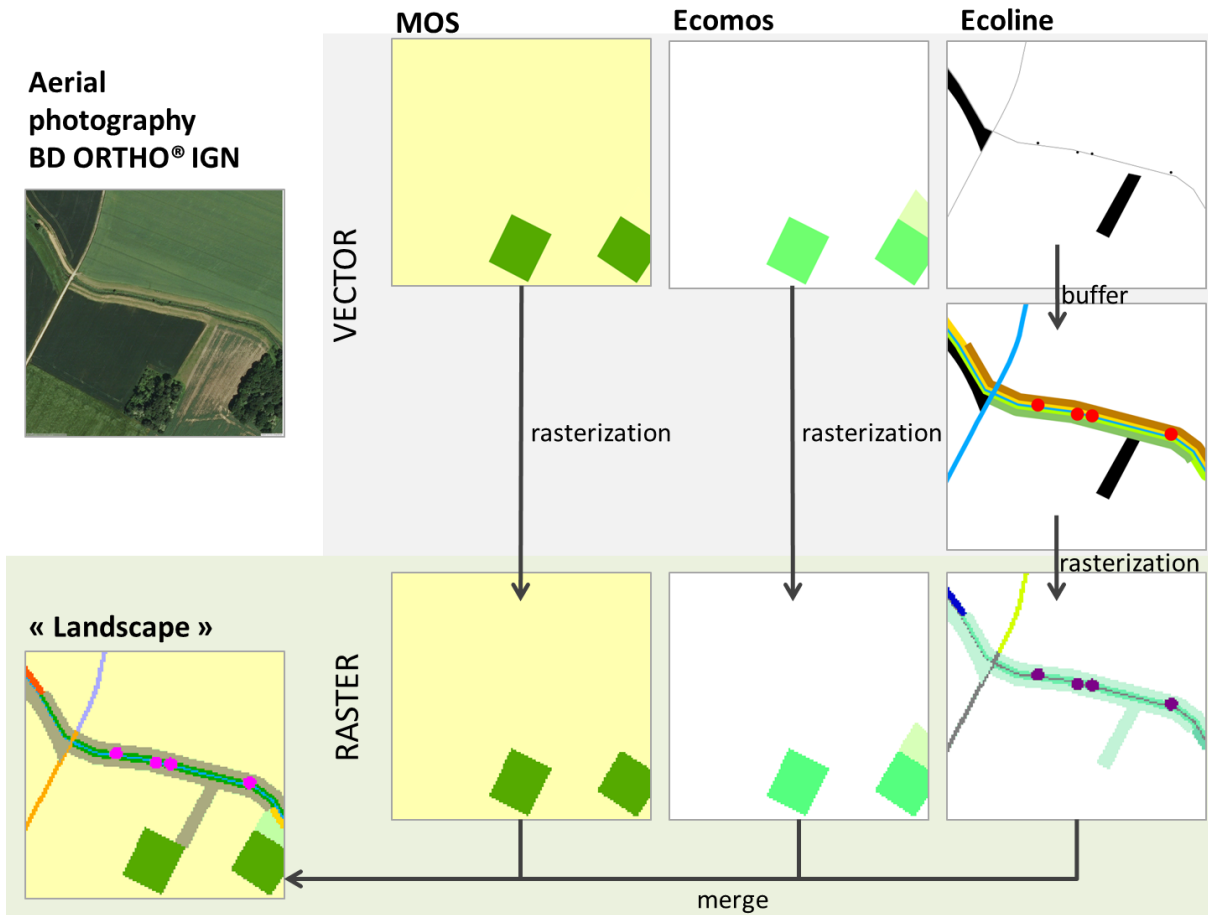 MOS
Ecomos
Ecoline
Aerial
photography
BD ORTHO® IGN
VECTOR
buffer
rasterization
rasterization
rasterization
« Landscape »
RASTER
merge